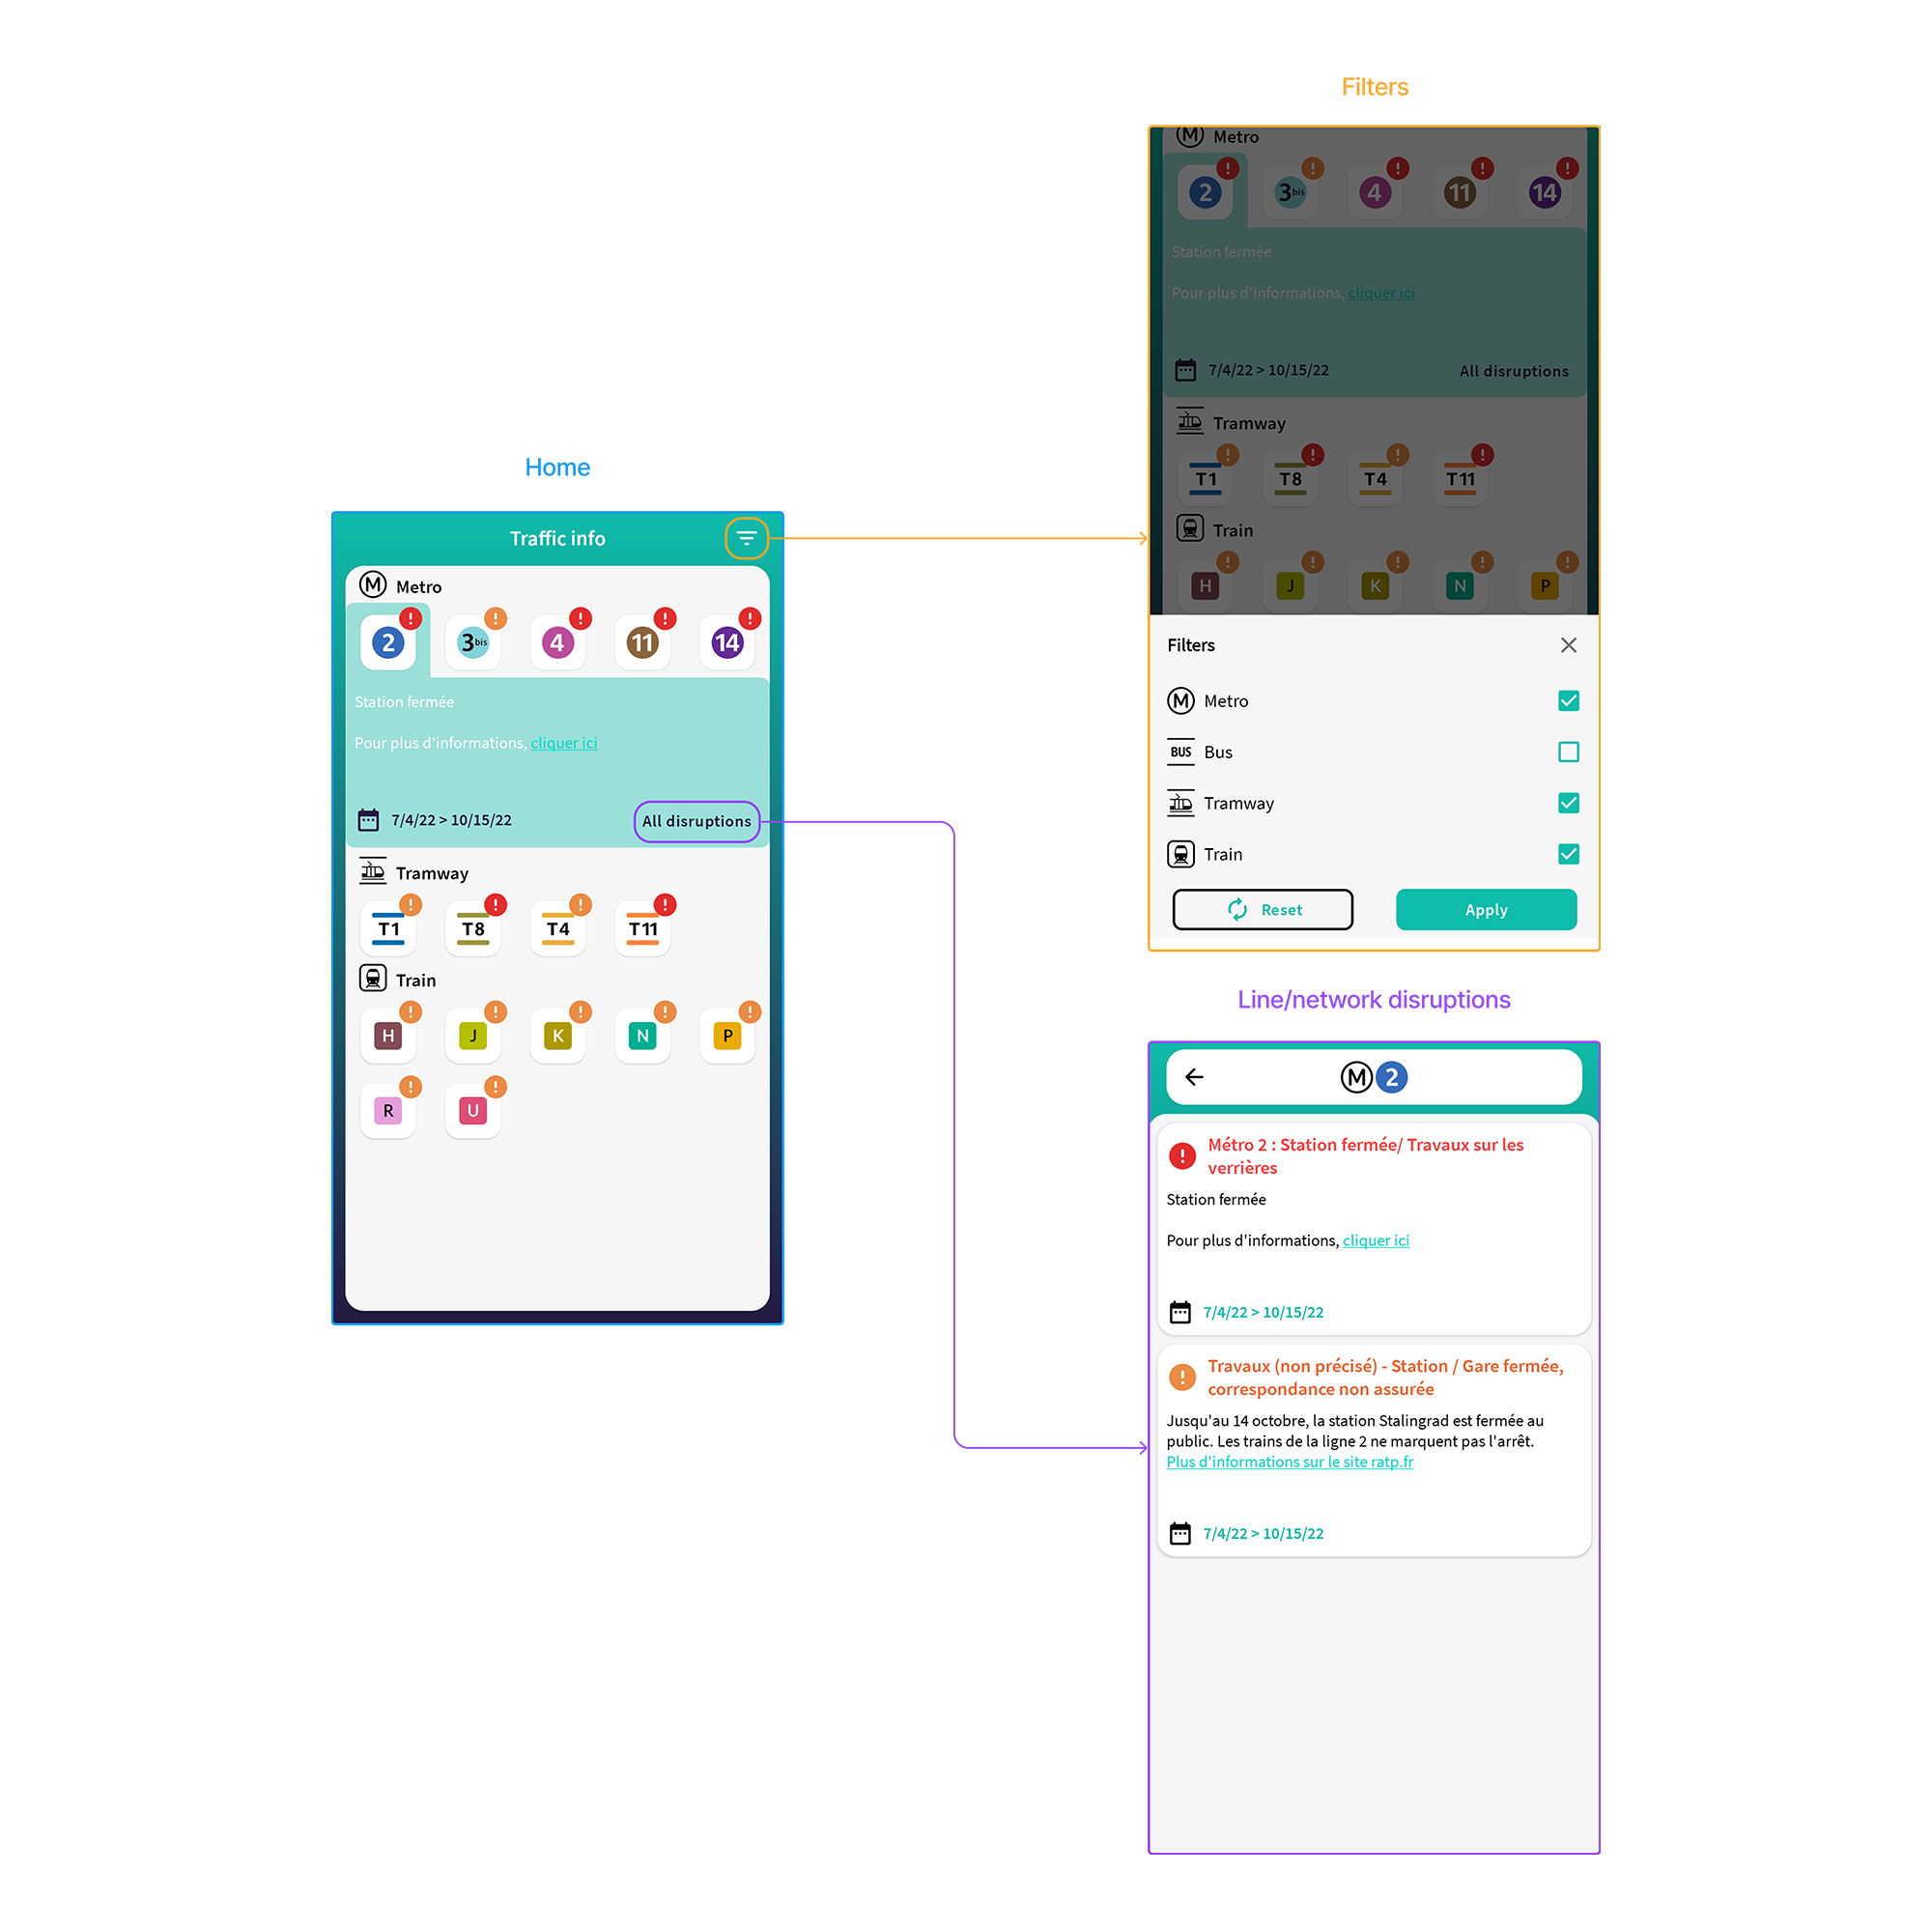 Filters
M Metro
2 3bis 4 11 14
Station fermée
Pour plus d'informations, cliquer ici
7/4/22 > 10/15/22 All disruptions
Tramway
T1 T8 T4 T11
Train
H J K N P
Filters
M Metro
BUS Bus
Tramway
Train
Reset Apply
Home
Traffic info
M Metro
2 3bis 4 11 14
Station fermée
Pour plus d'informations, cliquer ici
7/4/22 > 10/15/22 All disruptions
Tramway
T1 T8 T4 T11
Train
H J K N P
R U
Line/network disruptions
M 2
Métro 2 : Station fermée/ Travaux sur les
verrières
Station fermée
Pour plus d'informations, cliquer ici
7/4/22 > 10/15/22
Travaux (non précisé) - Station / Gare fermée,
correspondance non assurée
Jusqu'au 14 octobre, la station Stalingrad est fermée au
public. Les trains de la ligne 2 ne marquent pas l'arrêt.
Plus d'informations sur le site ratp.fr
7/4/22 > 10/15/22